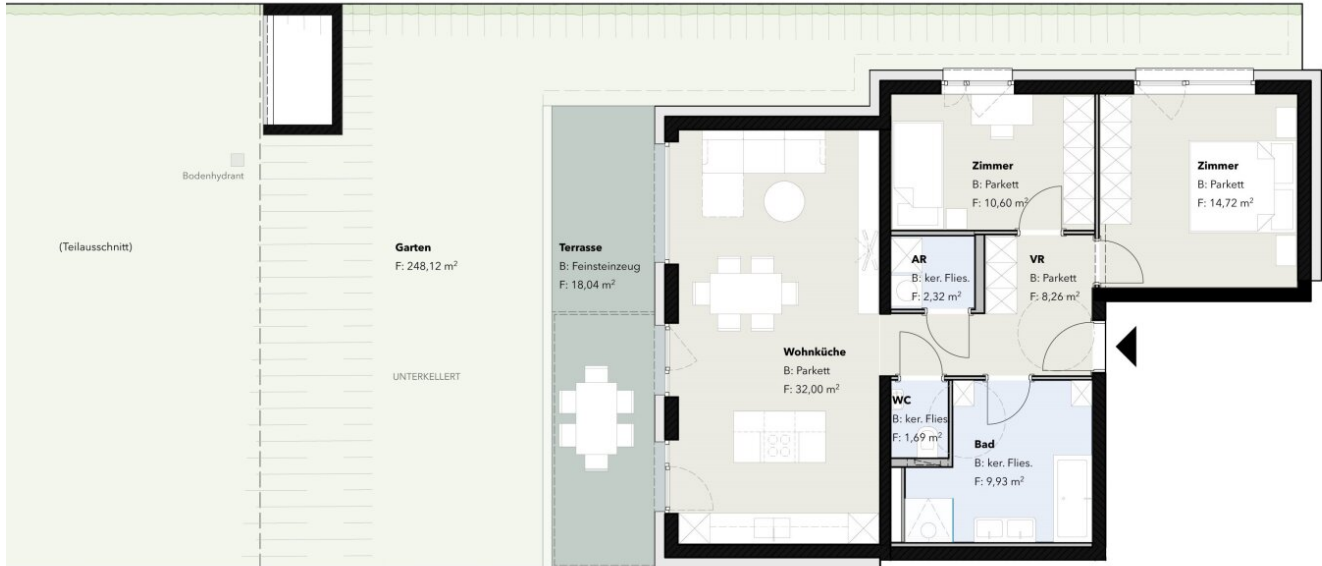 Bodenhydrant
(Teilausschnitt)
Garten
F: 248,12 m²
UNTERKELLERT
Terrasse
B: Feinsteinzeug
F: 18,04 m²
Wohnküche
B: Parkett
F: 32,00 m²
Zimmer
B: Parkett
F: 10,60 m²
Zimmer
B: Parkett
F: 14,72 m²
AR
B: ker. Flies.
F: 2,32 m²
VR
B: Parkett
F: 8,26 m²
WC
B: ker. Flies
F: 1,69 m²
Bad
B: ker. Flies.
F: 9,93 m²